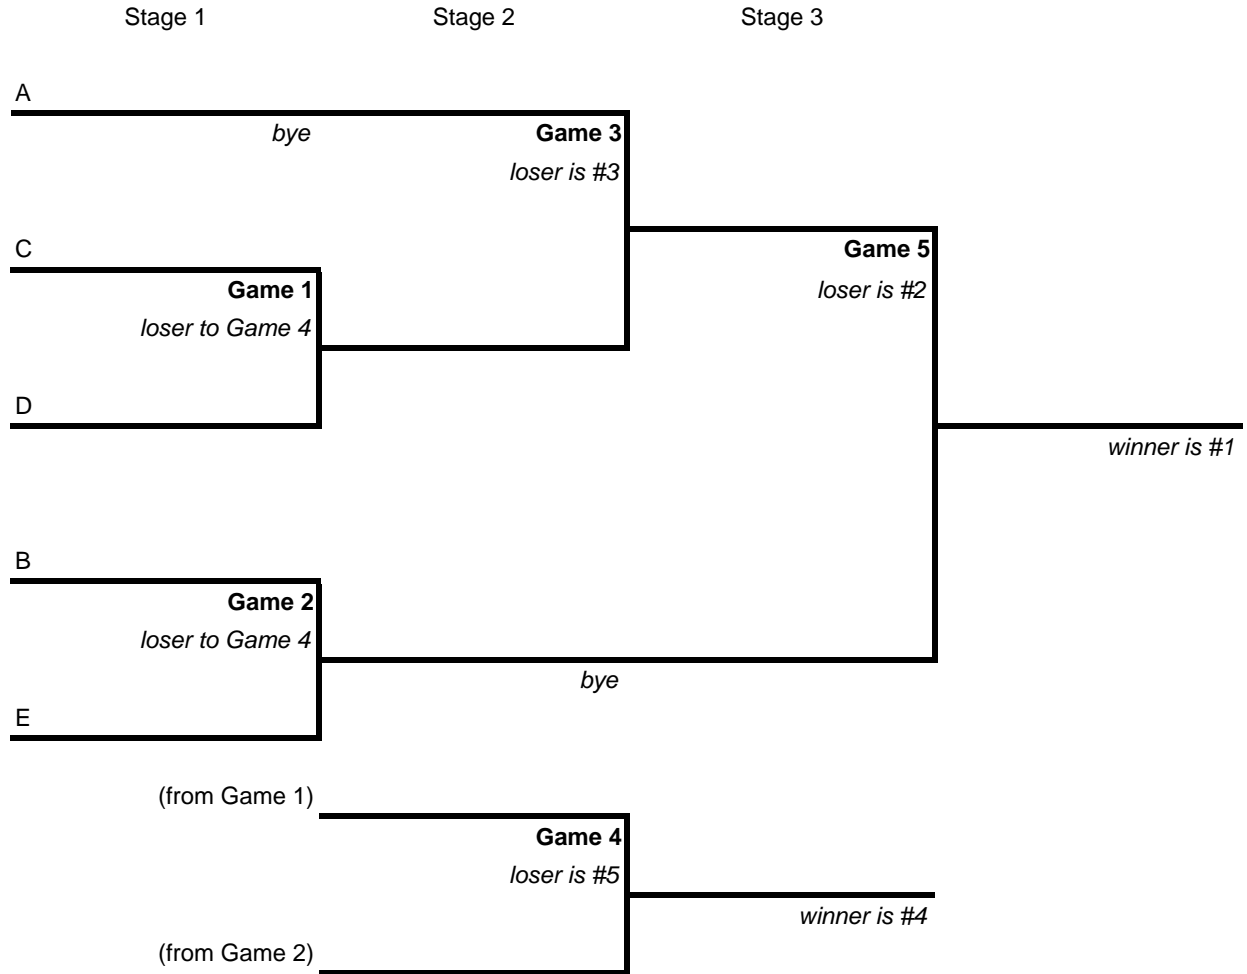 Stage 1 Stage 2 Stage 3
A
bye
Game 3
loser is #3
C
Game 1
loser to Game 4
Game 5
loser is #2
D
winner is #1
B
Game 2
loser to Game 4
bye
E
(from Game 1)
Game 4
loser is #5
winner is #4
(from Game 2)